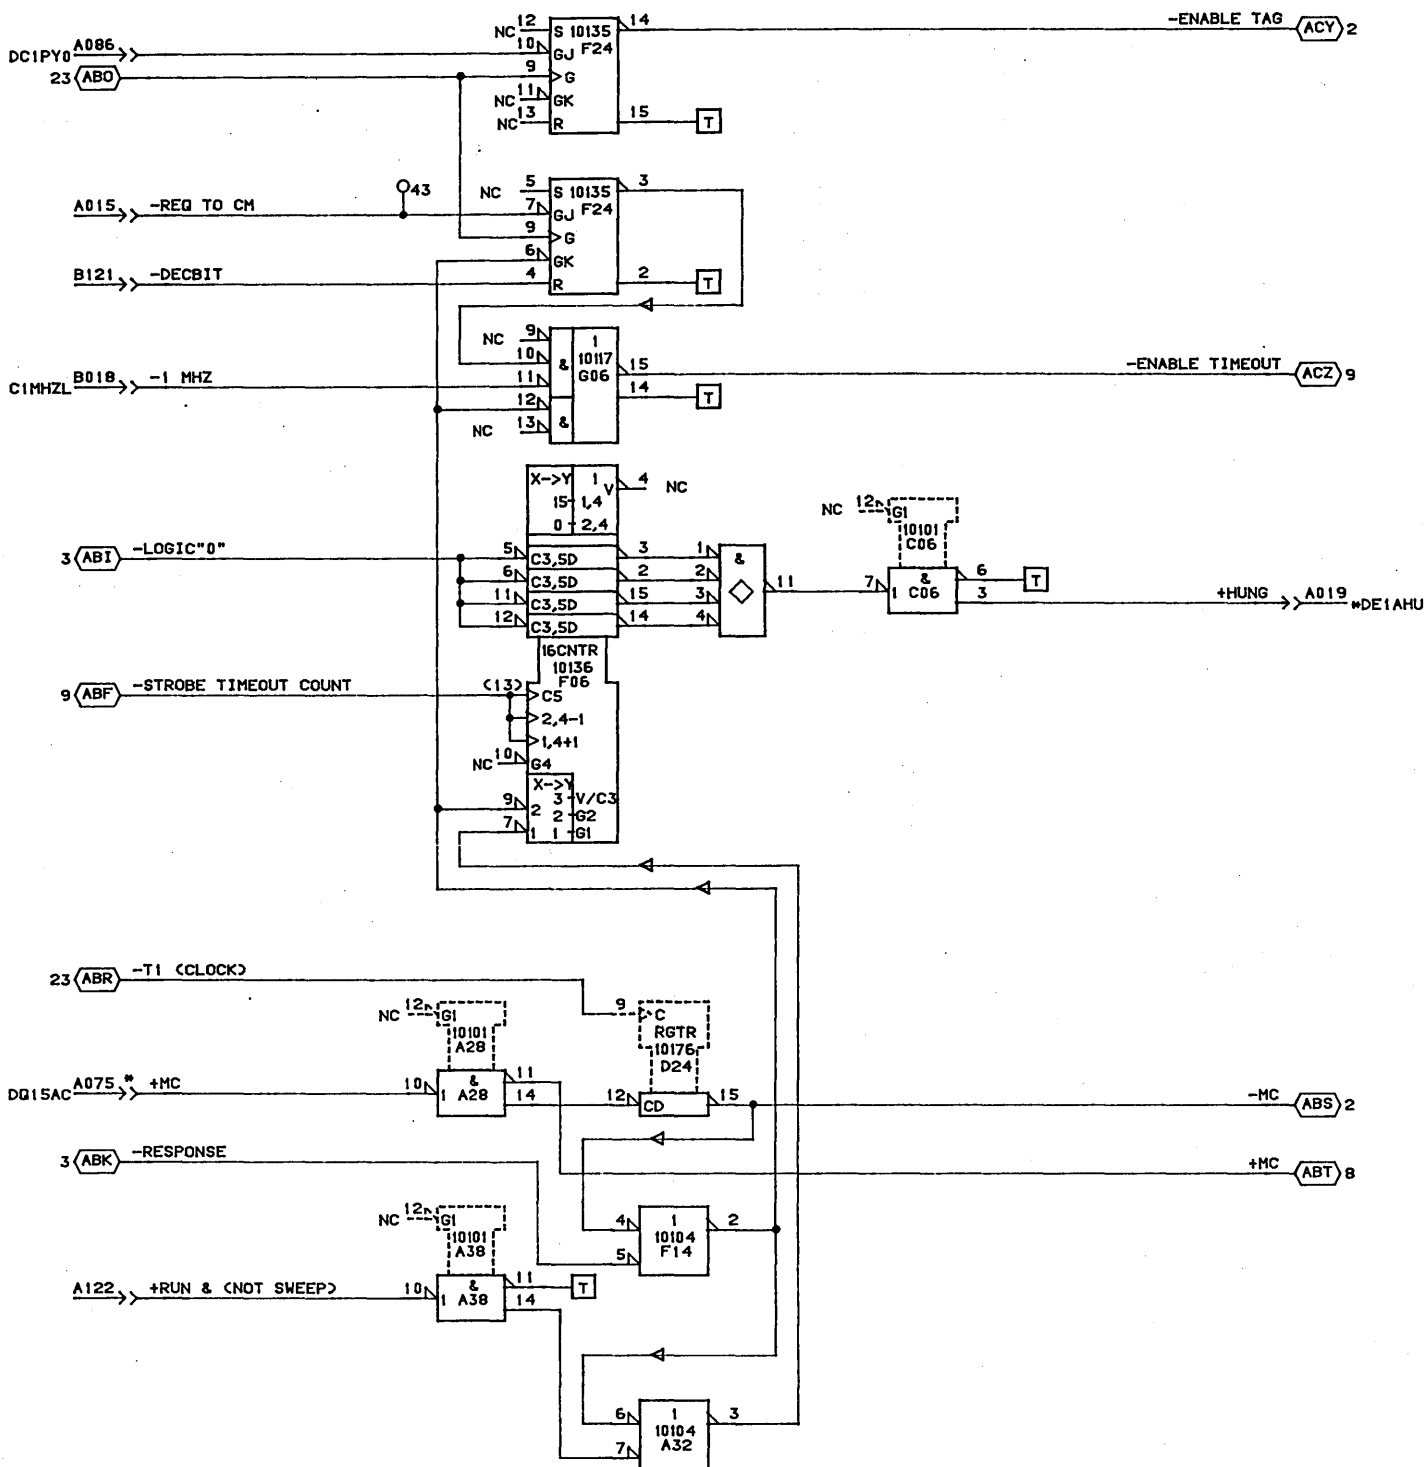 12 14 -ENABLE TAG ACY 2
NC S 10135
A086 10 GJ F24
DC1PY0
23 ABO 9 G
NC 11 GK
NC 13 R 15 T
43
NC 5 S 10135 3
A015 -REQ TO CM 7 GJ F24
9 G
6 GK
B121 -DECBIT 4 R 2 T
NC 9 1
10 & 10117 15 -ENABLE TIMEOUT ACZ 9
C1MHZL B018 -1 MHZ 11 G06
12 14 T
NC 13 &
X->Y 1 4 NC
V
15 1,4
0 2,4
NC 12 G1
10101
C06
3 ABI -LOGIC"0" 5 C3,5D 3 1 &
6 C3,5D 2 2 11 7 1 & 6 T
11 C3,5D 15 3 C06 3 +HUNG A019 *DE1AHU
12 C3,5D 14 4
16CNTR
10136
F06
9 ABF -STROBE TIMEOUT COUNT (13) C5
2,4-1
1,4+1
NC 10 G4
X->Y
3 V/C3
9 2 2 G2
7 1 1 G1
23 ABR -T1 (CLOCK)
NC 12 G1 9 C
10101 RGTR
A28 10176
D24
DQ15AC A075 * +MC 10 1 & 11
A28 14 12 CD 15 -MC ABS 2
3 ABK -RESPONSE +MC ABT 8
NC 12 G1 4 1 2
10101 10104
A38 5 F14
A122 +RUN & (NOT SWEEP) 10 1 & 11 T
A38 14
6 1 3
10104
7 A32